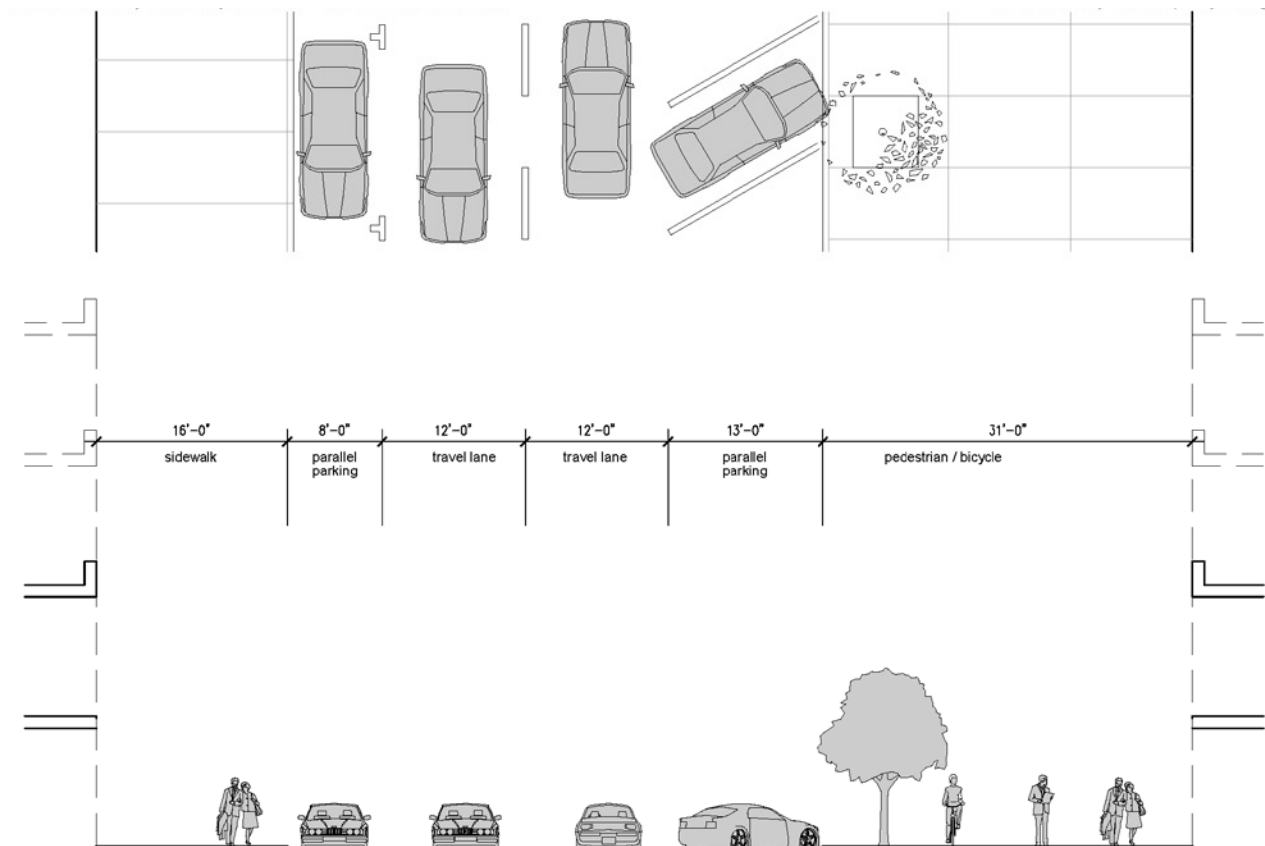 16'-0" 8'-0" 12'-0" 12'-0" 13'-0" 31'-0"
sidewalk parallel travel lane travel lane parallel pedestrian / bicycle
parking parking